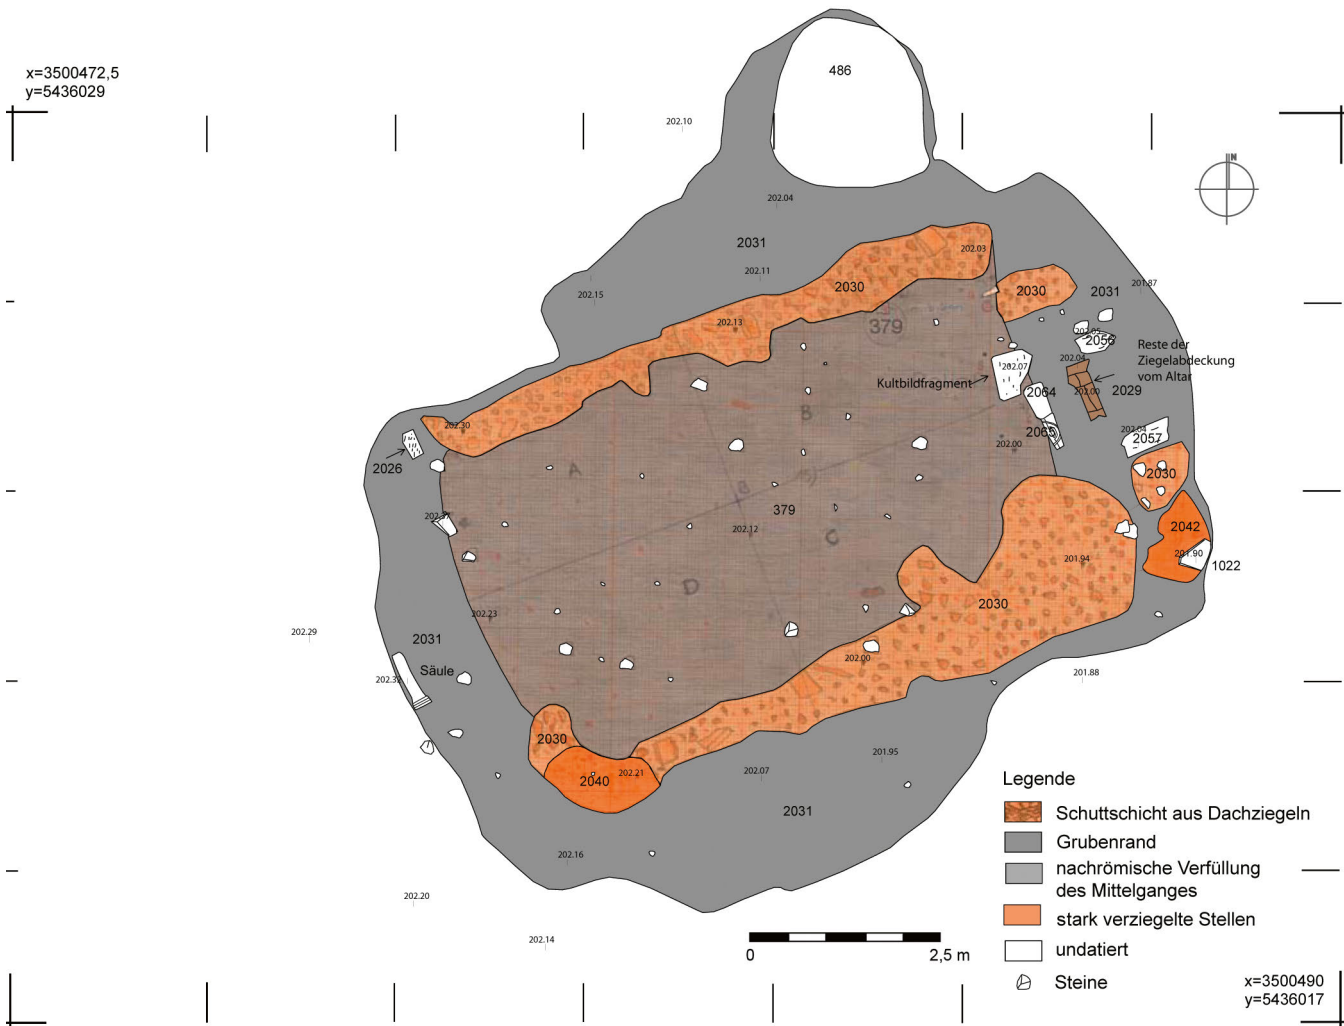 x=3500472,5
y=5436029
486
202.10
N
202.04
2031
202.03
202.11
2030
2030
2031
201.87
202.15
202.13
379
202.05
2056
Reste der
Ziegelabdeckung
vom Altar
202.04
202.07
Kultbildfragment
2064
202.00
2029
B
202.30
2065
202.04
2057
202.00
2026
A
2030
B
379
202.37
202.12
C
2042
201.90
1022
201.94
D
2030
202.23
202.29
2031
202.00
Säule
202.33
201.88
2030
201.95
2040
202.21
202.07
2031
202.16
202.20
202.14
0
2,5 m
Legende
Schuttschicht aus Dachziegeln
Grubenrand
nachrömische Verfüllung
des Mittelganges
stark verziegelte Stellen
undatiert
Steine
x=3500490
y=5436017